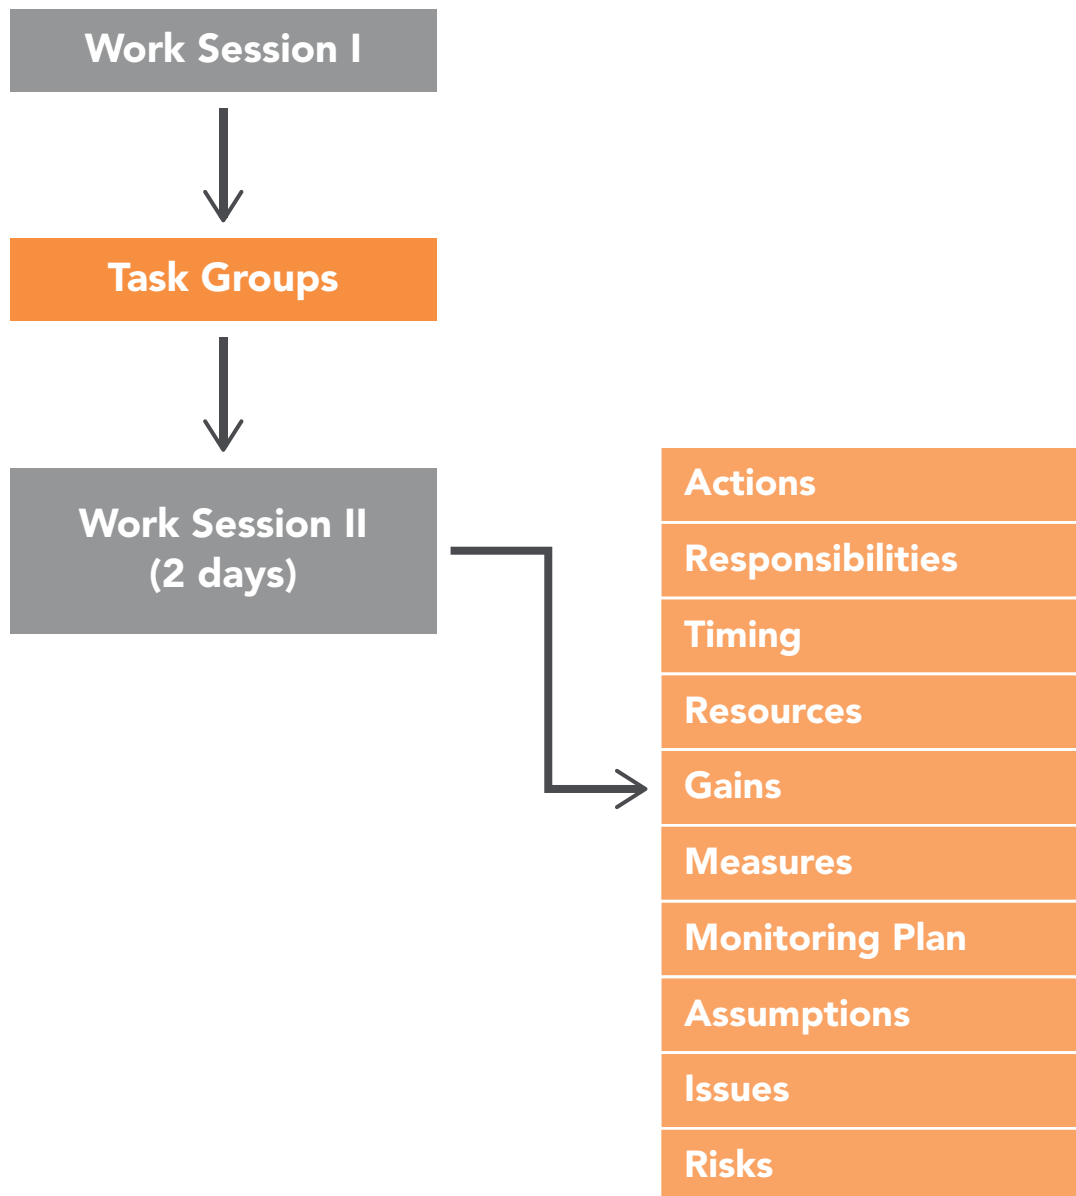 Work Session I
Task Groups
Work Session II
(2 days)
Actions
Responsibilities
Timing
Resources
Gains
Measures
Monitoring Plan
Assumptions
Issues
Risks